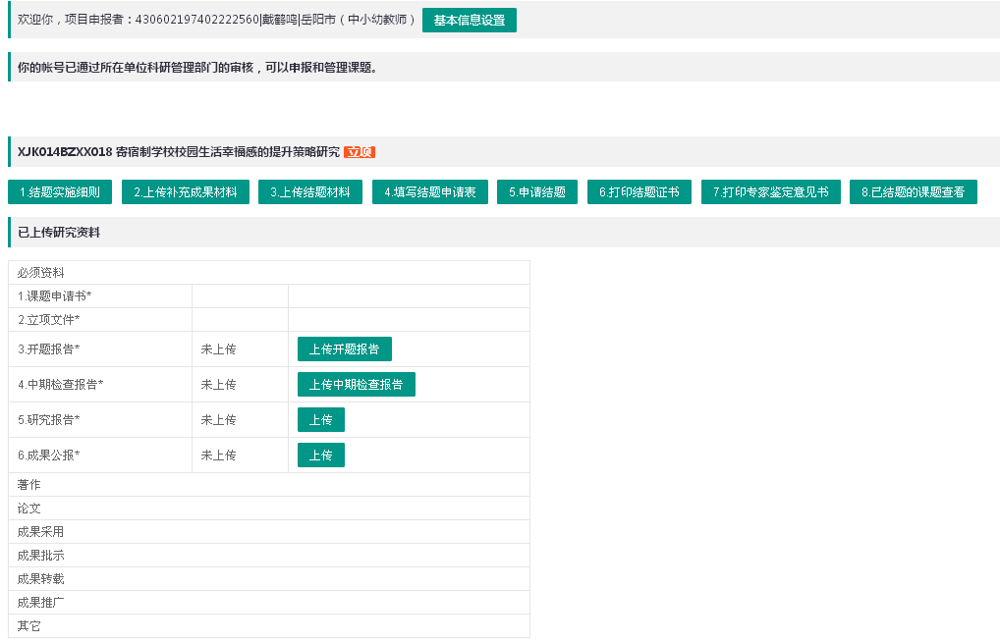 欢迎你，项目申报者：430602197402222560|戴鹤鸣|岳阳市（中小幼教师） 基本信息设置
你的帐号已通过所在单位科研管理部门的审核，可以申报和管理课题。
XJK014BZXX018 寄宿制学校校园生活幸福感的提升策略研究 立项
1.结题实施细则 2.上传补充成果材料 3.上传结题材料 4.填写结题申请表 5.申请结题 6.打印结题证书 7.打印专家鉴定意见书 8.已结题的课题查看
已上传研究资料
必须资料
1.课题申请书*
2.立项文件*
3.开题报告* 未上传 上传开题报告
4.中期检查报告* 未上传 上传中期检查报告
5.研究报告* 未上传 上传
6.成果公报* 未上传 上传
著作
论文
成果采用
成果批示
成果转载
成果推广
其它